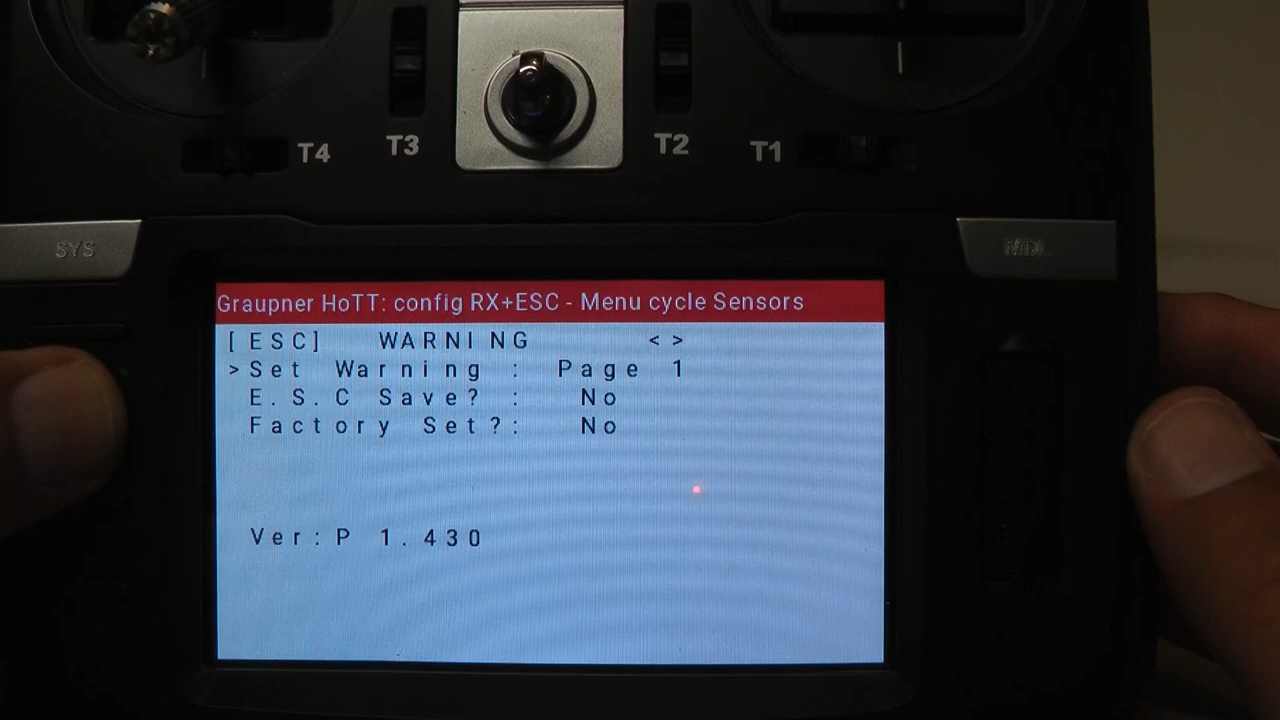 T4 T3 T2 T1
SYS MDL
Graupner HoTT: config RX+ESC - Menu cycle Sensors
[ESC] WARNING < >
>Set Warning : Page 1
E.S.C Save? : No
Factory Set?: No
Ver:P 1.430